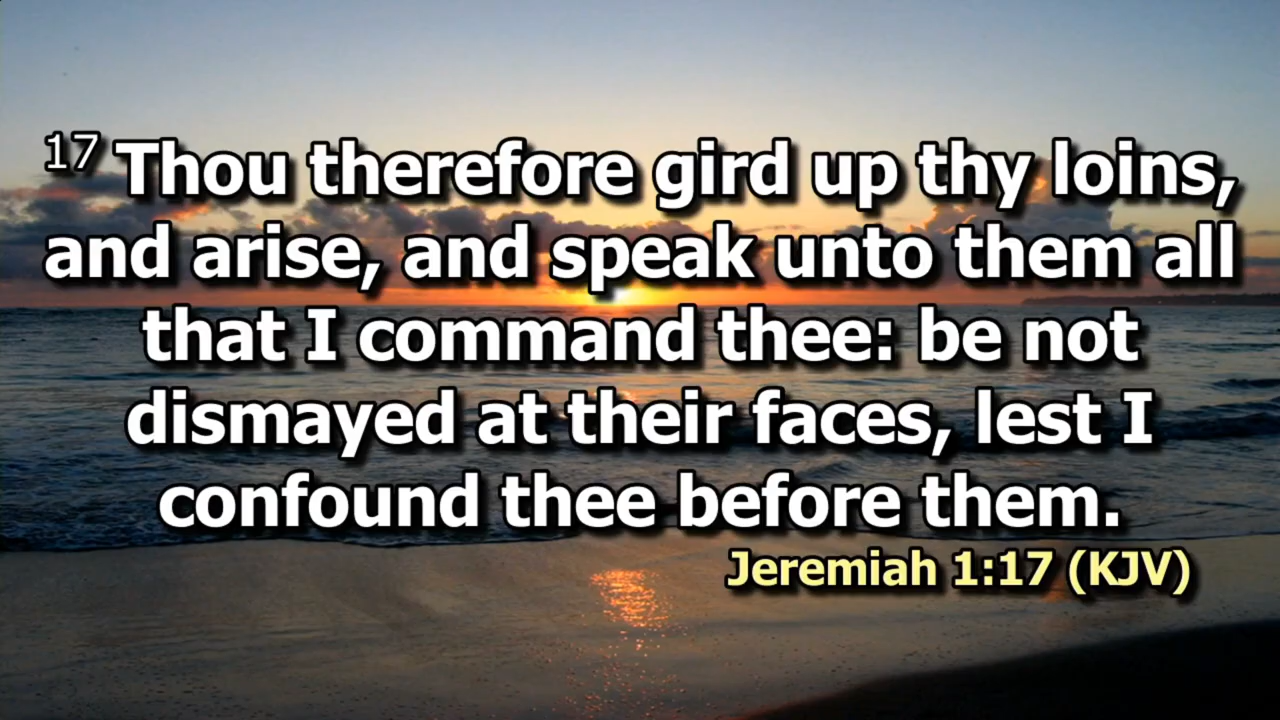 17 Thou therefore gird up thy loins,
and arise, and speak unto them all
that I command thee: be not
dismayed at their faces, lest I
confound thee before them.
Jeremiah 1:17 (KJV)